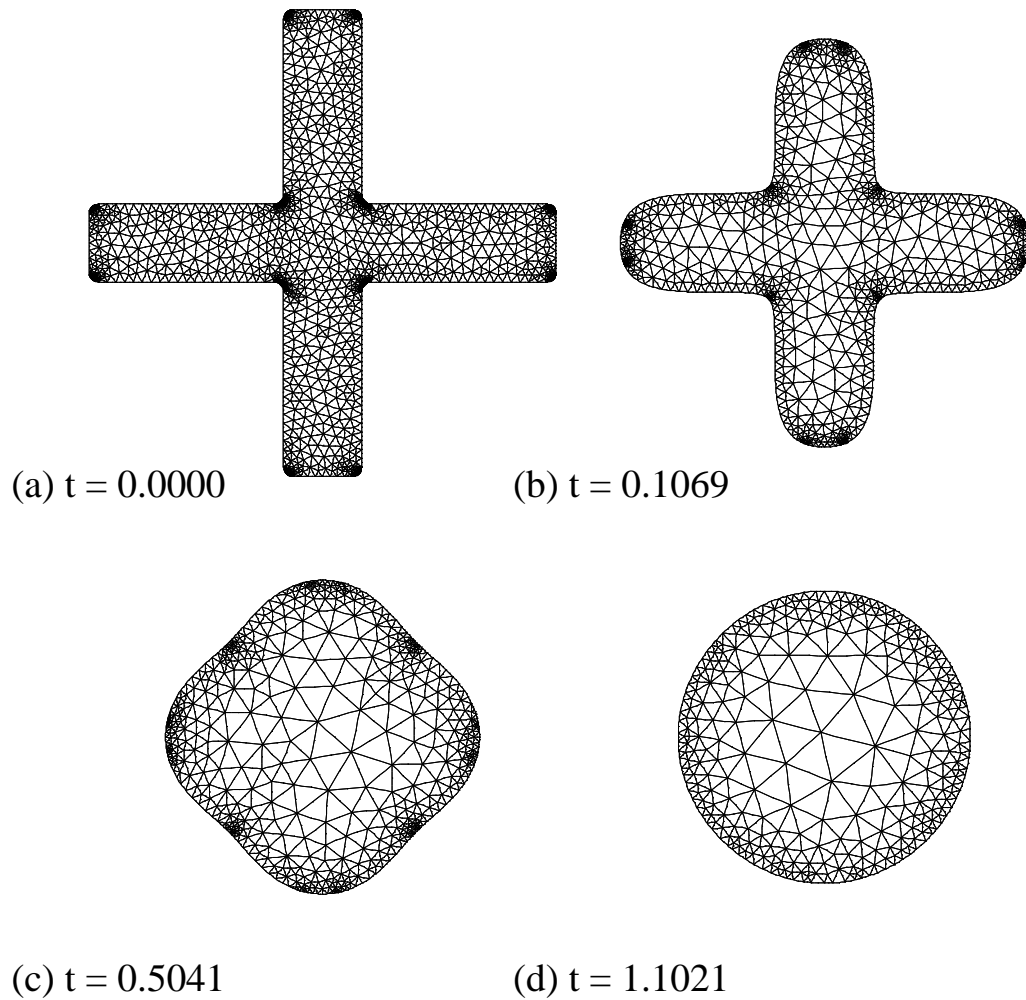 (a) t = 0.0000
(b) t = 0.1069
(c) t = 0.5041
(d) t = 1.1021